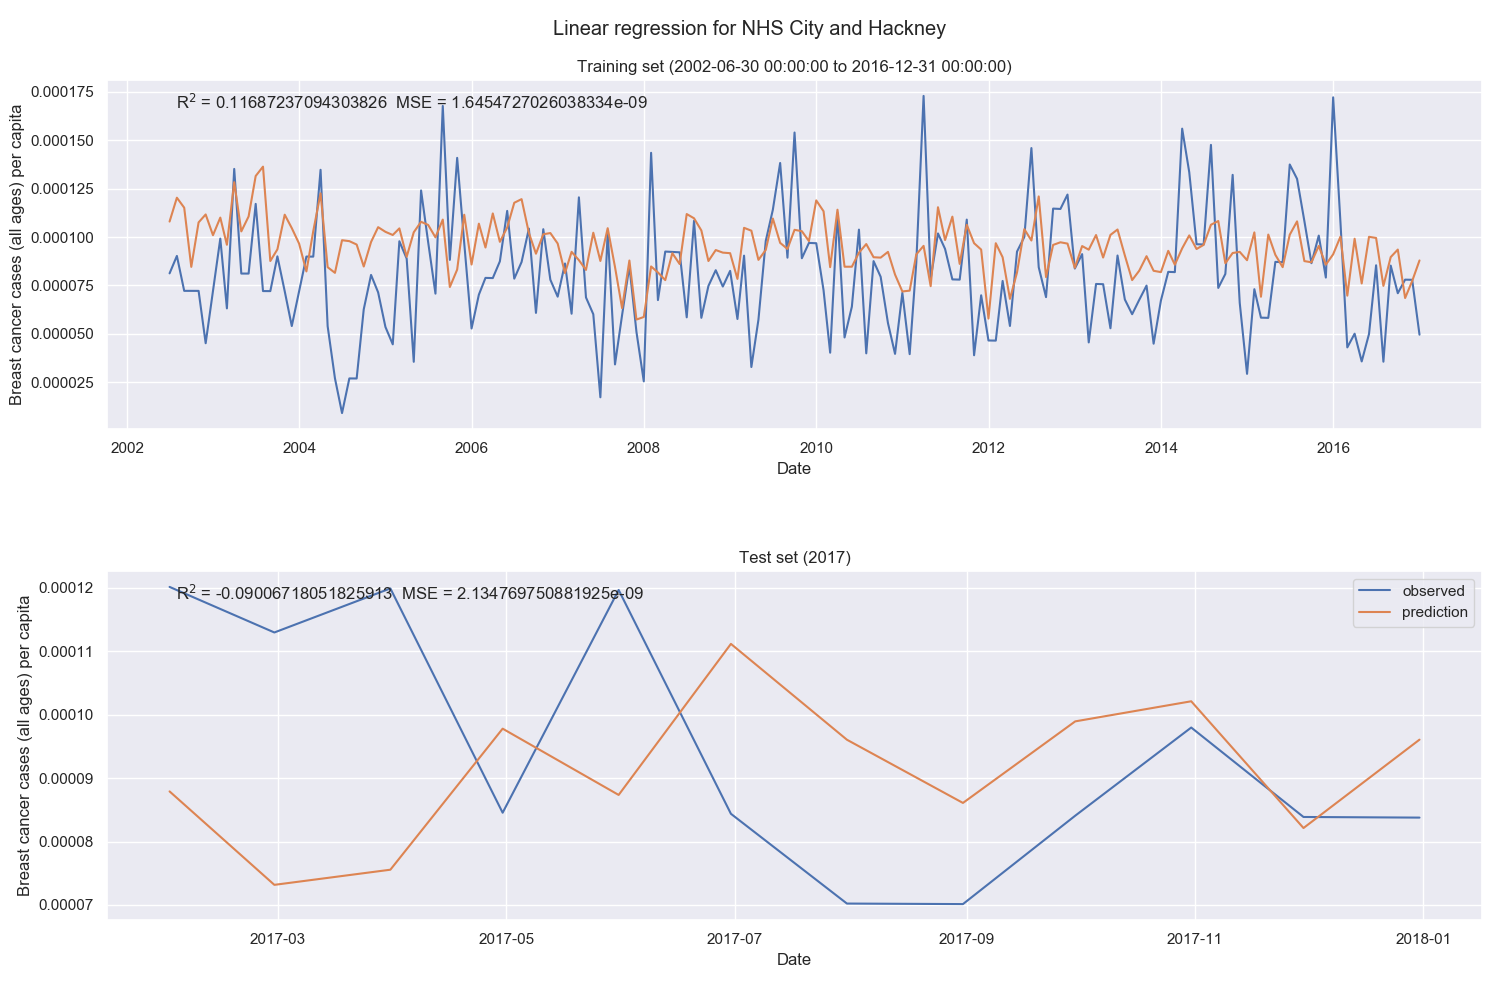 Linear regression for NHS City and Hackney
Training set (2002-06-30 00:00:00 to 2016-12-31 00:00:00)
R² = 0.11687237094303826 MSE = 1.6454727026038334e-09
Breast cancer cases (all ages) per capita
0.000175
0.000150
0.000125
0.000100
0.000075
0.000050
0.000025
2002 2004 2006 2008 2010 2012 2014 2016
Date
Test set (2017)
R² = -0.09006718051825913 MSE = 2.1347697508819 25e-09
observed
prediction
Breast cancer cases (all ages) per capita
0.00012
0.00011
0.00010
0.00009
0.00008
0.00007
2017-03 2017-05 2017-07 2017-09 2017-11 2018-01
Date